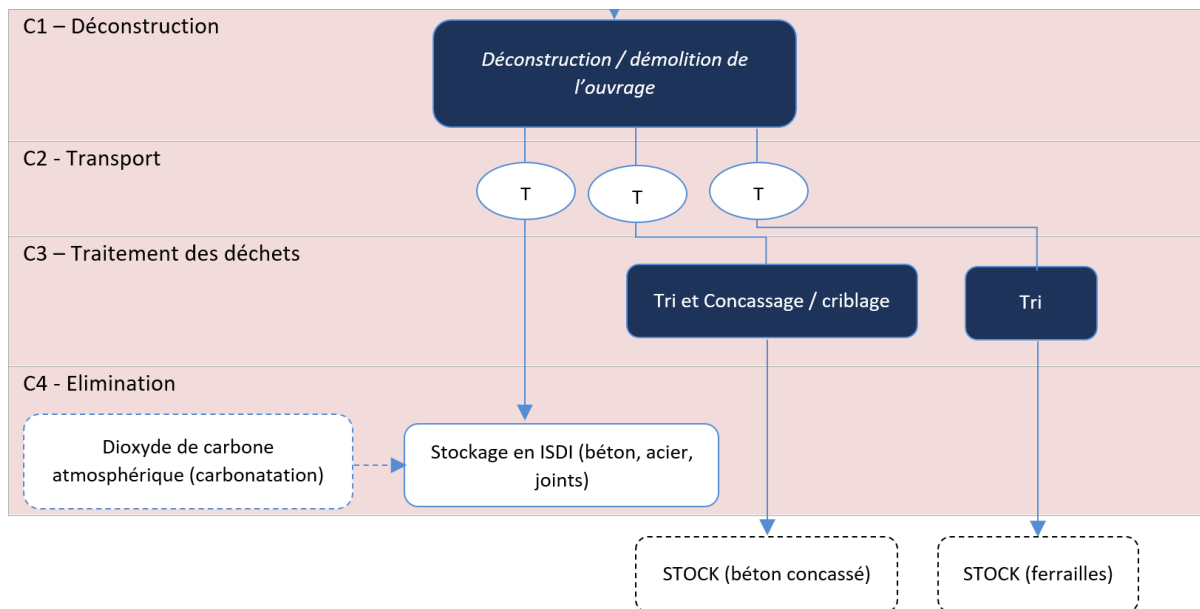 C1 – Déconstruction
Déconstruction / démolition de
l’ouvrage
C2 - Transport
T
T
T
C3 – Traitement des déchets
Tri et Concassage / criblage
Tri
C4 - Elimination
Dioxyde de carbone
atmosphérique (carbonatation)
Stockage en ISDI (béton, acier,
joints)
STOCK (béton concassé)
STOCK (ferrailles)